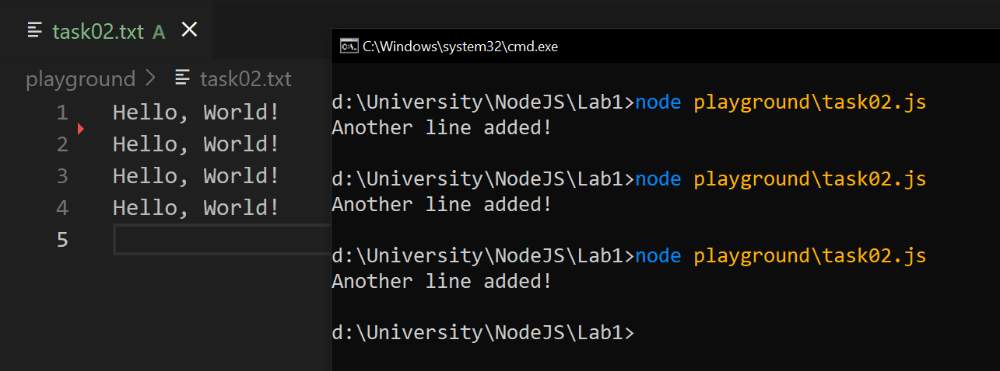 task02.txt A
playground > task02.txt
1 Hello, World!
2 Hello, World!
3 Hello, World!
4 Hello, World!
5
C:\Windows\system32\cmd.exe
d:\University\NodeJS\Lab1>node playground\task02.js
Another line added!
d:\University\NodeJS\Lab1>node playground\task02.js
Another line added!
d:\University\NodeJS\Lab1>node playground\task02.js
Another line added!
d:\University\NodeJS\Lab1>